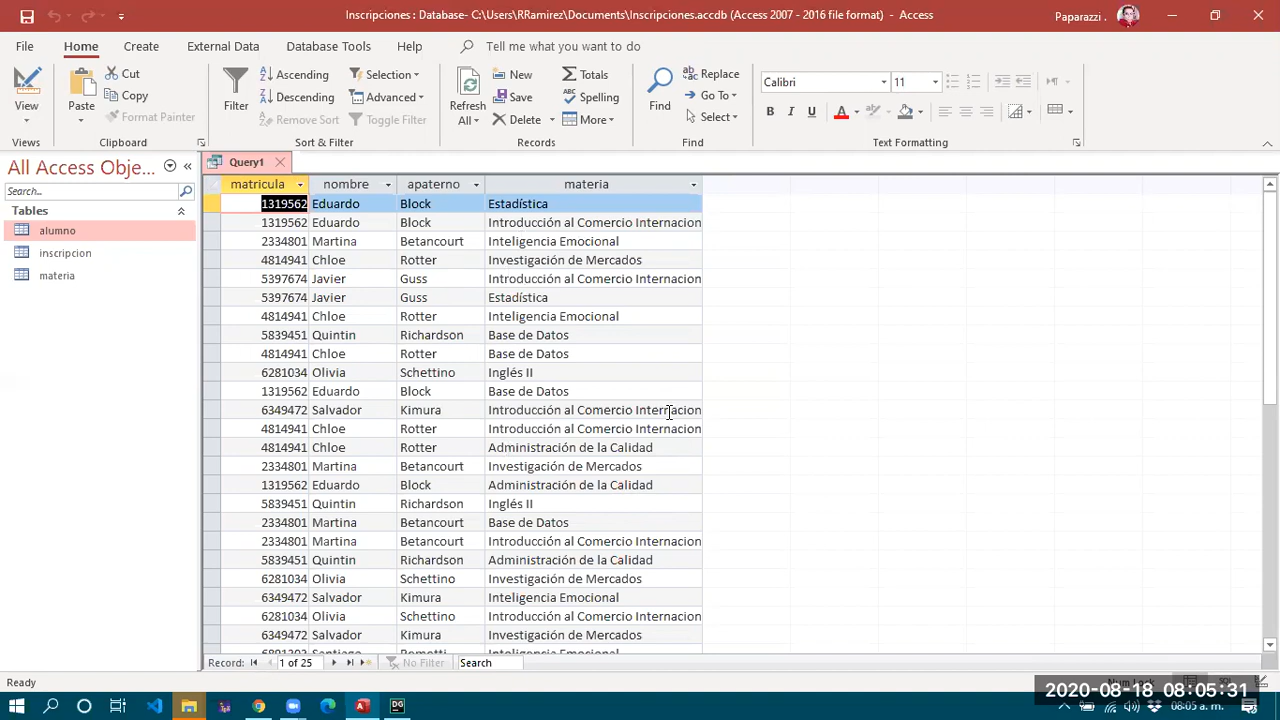 Inscripciones : Database- C:\Users\RRamirez\Documents\Inscripciones.accdb (Access 2007 - 2016 file format) - Access
Paparazzi .
File Home Create External Data Database Tools Help Tell me what you want to do
View
Views
Paste
Cut
Copy
Format Painter
Clipboard
Filter
Ascending
Descending
Remove Sort
Selection
Advanced
Toggle Filter
Sort & Filter
Refresh
All
New
Save
Delete
Totals
Spelling
More
Records
Find
Replace
Go To
Select
Find
Calibri 11
B I U A
Text Formatting
All Access Obje...
Search...
Tables
alumno
inscripcion
materia
Query1
matricula nombre apaterno materia
1319562 Eduardo Block Estadística
1319562 Eduardo Block Introducción al Comercio Internacion
2334801 Martina Betancourt Inteligencia Emocional
4814941 Chloe Rotter Investigación de Mercados
5397674 Javier Guss Introducción al Comercio Internacion
5397674 Javier Guss Estadística
4814941 Chloe Rotter Inteligencia Emocional
5839451 Quintin Richardson Base de Datos
4814941 Chloe Rotter Base de Datos
6281034 Olivia Schettino Inglés II
1319562 Eduardo Block Base de Datos
6349472 Salvador Kimura Introducción al Comercio Internacion
4814941 Chloe Rotter Introducción al Comercio Internacion
4814941 Chloe Rotter Administración de la Calidad
2334801 Martina Betancourt Investigación de Mercados
1319562 Eduardo Block Administración de la Calidad
5839451 Quintin Richardson Inglés II
2334801 Martina Betancourt Base de Datos
2334801 Martina Betancourt Introducción al Comercio Internacion
5839451 Quintin Richardson Administración de la Calidad
6281034 Olivia Schettino Investigación de Mercados
6349472 Salvador Kimura Inteligencia Emocional
6281034 Olivia Schettino Introducción al Comercio Internacion
6349472 Salvador Kimura Investigación de Mercados
Record: 1 of 25 No Filter Search
Ready
Num Lock
2020-08-18 08:05:31
08:05 a. m.